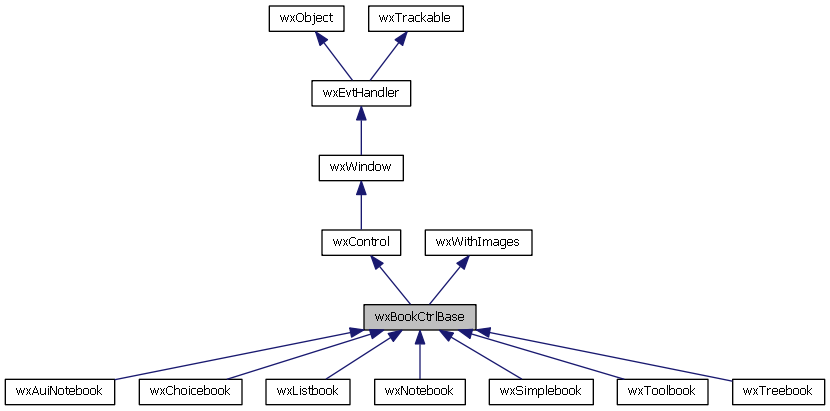 wxObject
wxTrackable
wxEvtHandler
wxWindow
wxControl
wxWithImages
wxBookCtrlBase
wxAuiNotebook
wxChoicebook
wxListbook
wxNotebook
wxSimplebook
wxToolbook
wxTreebook